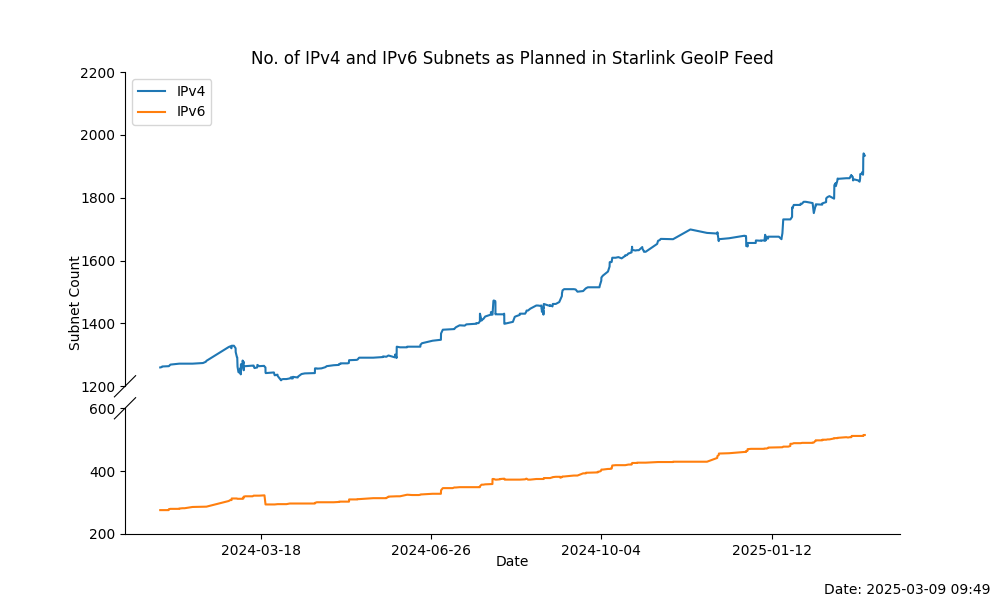 No. of IPv4 and IPv6 Subnets as Planned in Starlink GeoIP Feed
IPv4
IPv6
2200
2000
1800
1600
1400
1200
600
400
200
Subnet Count
2024-03-18
2024-06-26
2024-10-04
2025-01-12
Date
Date: 2025-03-09 09:49